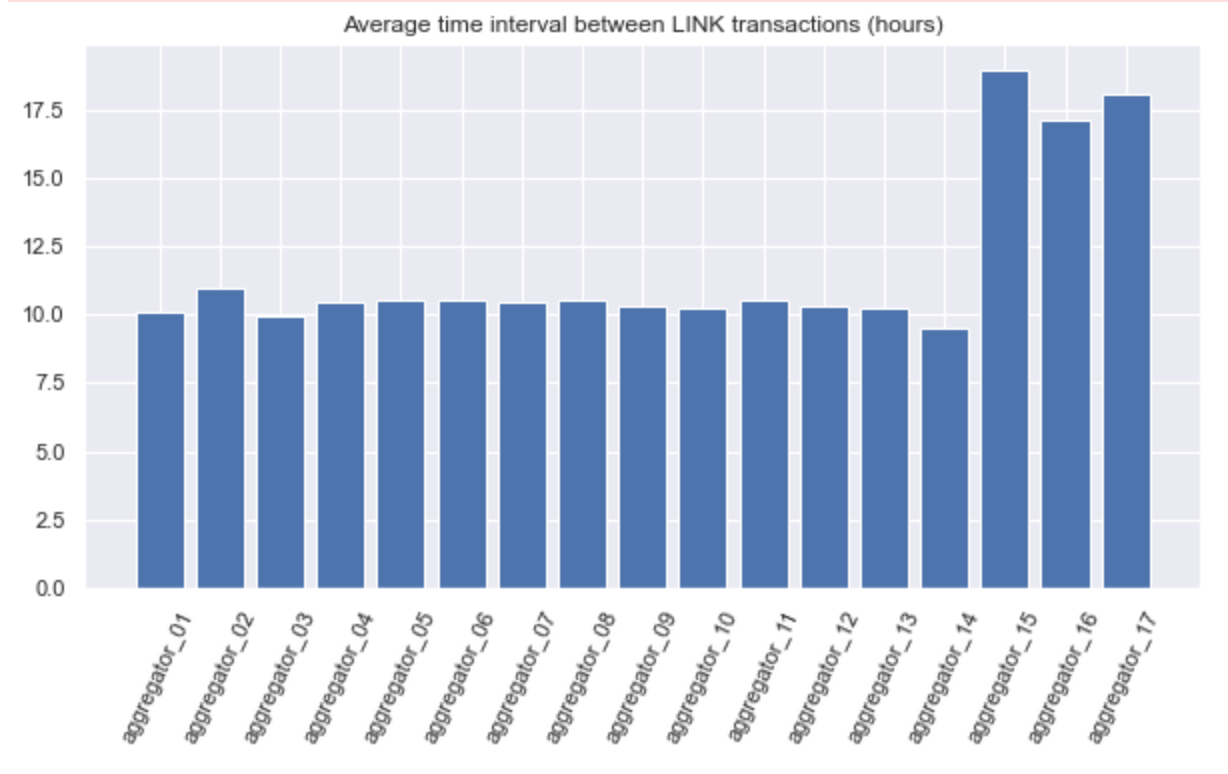 Average time interval between LINK transactions (hours)
17.5
15.0
12.5
10.0
7.5
5.0
2.5
0.0
aggregator_01
aggregator_02
aggregator_03
aggregator_04
aggregator_05
aggregator_06
aggregator_07
aggregator_08
aggregator_09
aggregator_10
aggregator_11
aggregator_12
aggregator_13
aggregator_14
aggregator_15
aggregator_16
aggregator_17